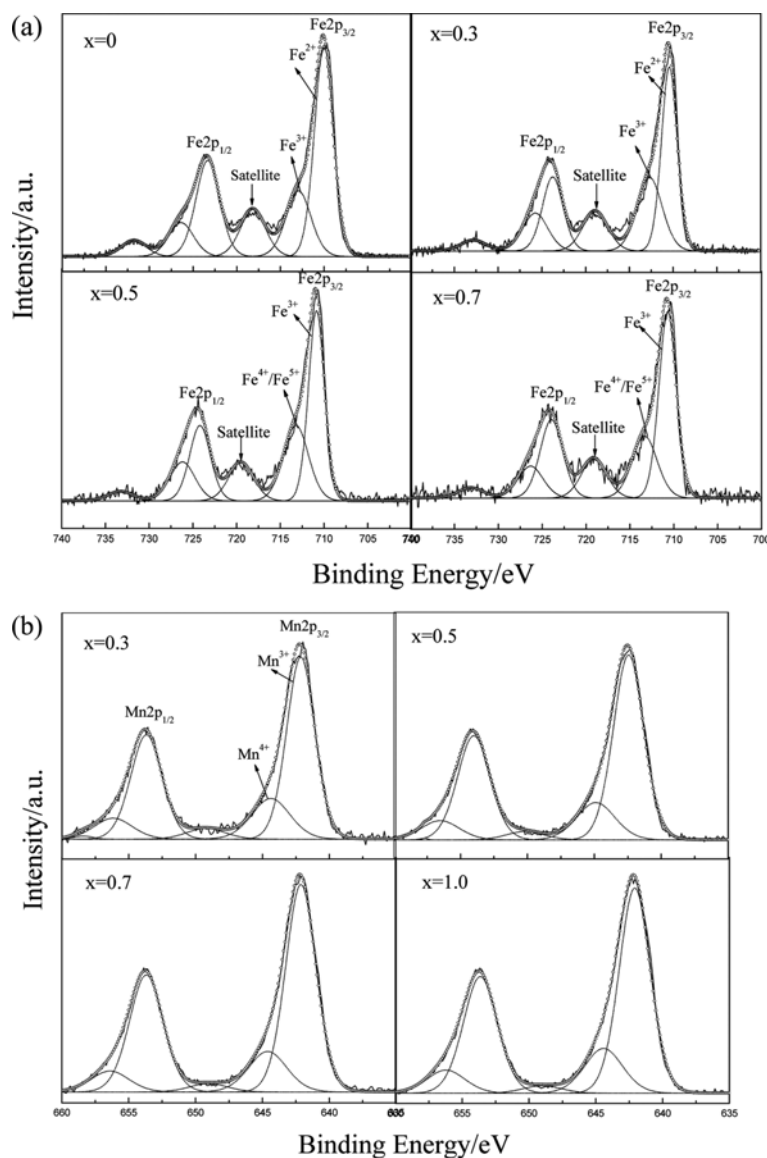 (a)
x=0
Fe2p3/2
Fe2+
Fe3+
Fe2p1/2
Satellite
x=0.3
Fe2p3/2
Fe2+
Fe3+
Fe2p1/2
Satellite
x=0.5
Fe2p3/2
Fe3+
Fe4+/Fe5+
Fe2p1/2
Satellite
x=0.7
Fe2p3/2
Fe3+
Fe4+/Fe5+
Fe2p1/2
Satellite
Intensity/a.u.
740 735 730 725 720 715 710 705 735 730 725 720 715 710 705 700
Binding Energy/eV
(b)
x=0.3
Mn2p3/2
Mn3+
Mn2p1/2
Mn4+
x=0.5
x=0.7
x=1.0
Intensity/a.u.
660 655 650 645 640 655 650 645 640 635
Binding Energy/eV